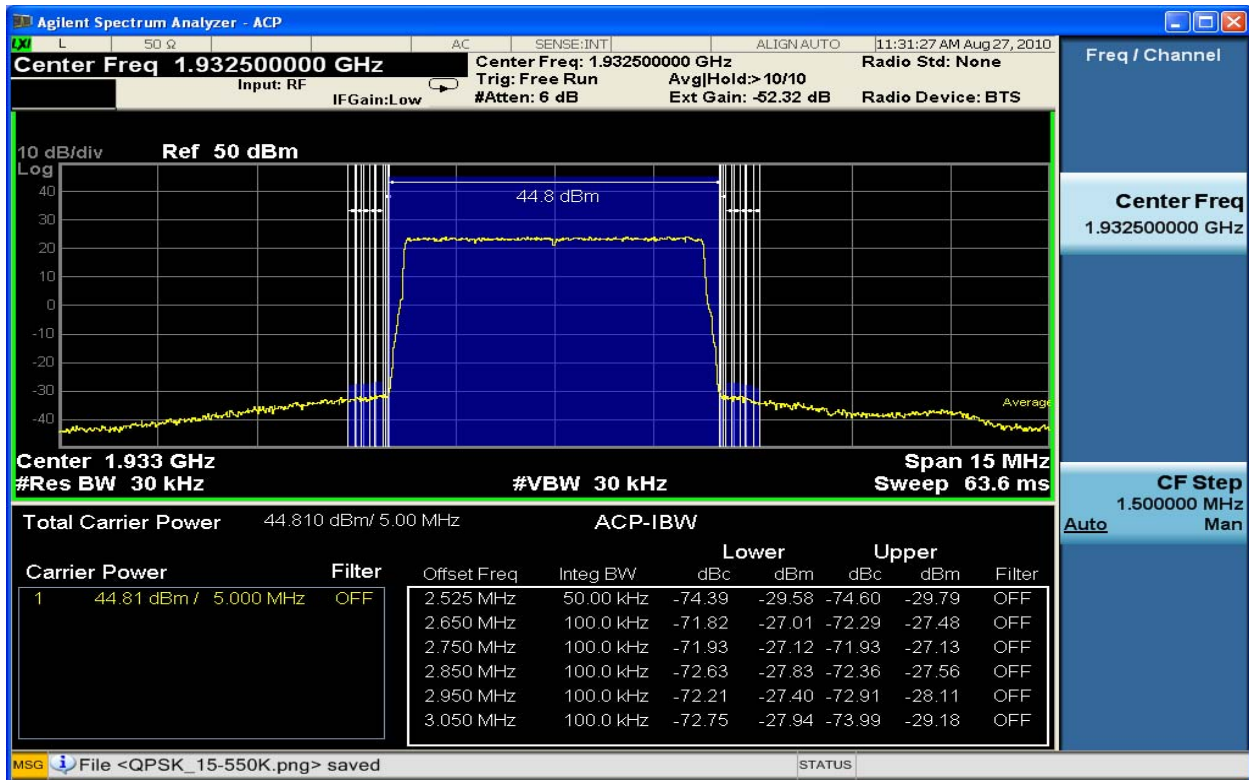 Agilent Spectrum Analyzer - ACP
LXI L 50 Ω AC SENSE:INT ALIGN AUTO 11:31:27 AM Aug 27, 2010
Center Freq 1.932500000 GHz
Input: RF
IFGain:Low
Center Freq: 1.932500000 GHz
Trig: Free Run Avg|Hold:>10/10
#Atten: 6 dB Ext Gain: -52.32 dB
Radio Std: None
Radio Device: BTS
10 dB/div Ref 50 dBm
Log
40
30
20
10
0
-10
-20
-30
-40
44.8 dBm
Average
Center 1.933 GHz Span 15 MHz
#Res BW 30 kHz #VBW 30 kHz Sweep 63.6 ms
Total Carrier Power 44.810 dBm/ 5.00 MHz ACP-IBW
Lower Upper
Carrier Power Filter
1 44.81 dBm / 5.000 MHz OFF
Offset Freq Integ BW dBc dBm dBc dBm Filter
2.525 MHz 50.00 kHz -74.39 -29.58 -74.60 -29.79 OFF
2.650 MHz 100.0 kHz -71.82 -27.01 -72.29 -27.48 OFF
2.750 MHz 100.0 kHz -71.93 -27.12 -71.93 -27.13 OFF
2.850 MHz 100.0 kHz -72.63 -27.83 -72.36 -27.56 OFF
2.950 MHz 100.0 kHz -72.21 -27.40 -72.91 -28.11 OFF
3.050 MHz 100.0 kHz -72.75 -27.94 -73.99 -29.18 OFF
MSG File <QPSK_15-550K.png> saved STATUS
Freq / Channel
Center Freq
1.932500000 GHz
CF Step
1.500000 MHz
Auto Man